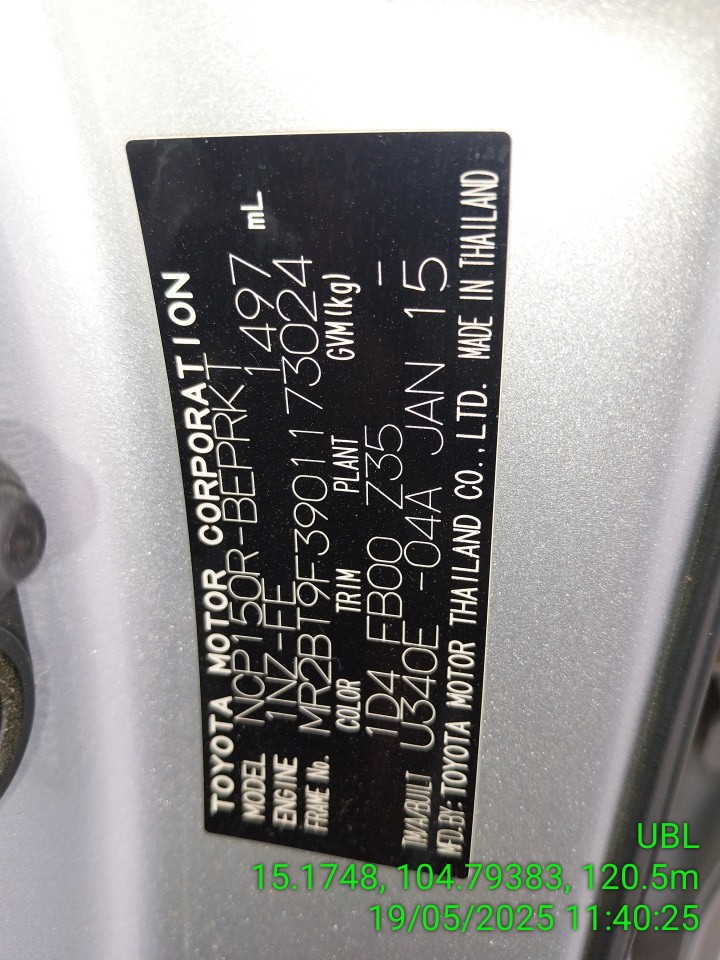 TOYOTA MOTOR CORPORATION
MODEL NCP150R-BEPRKT
ENGINE 1NZ-FE 1497 mL
FRAME No. MR2BT9F3901173024
COLOR TRIM PLANT GVM(kg)
1D4 FB00 Z35 —
TM/A/BUILT U340E -04A JAN 15
MFD.BY: TOYOTA MOTOR THAILAND CO.,LTD. MADE IN THAILAND
UBL
15.1748, 104.79383, 120.5m
19/05/2025 11:40:25